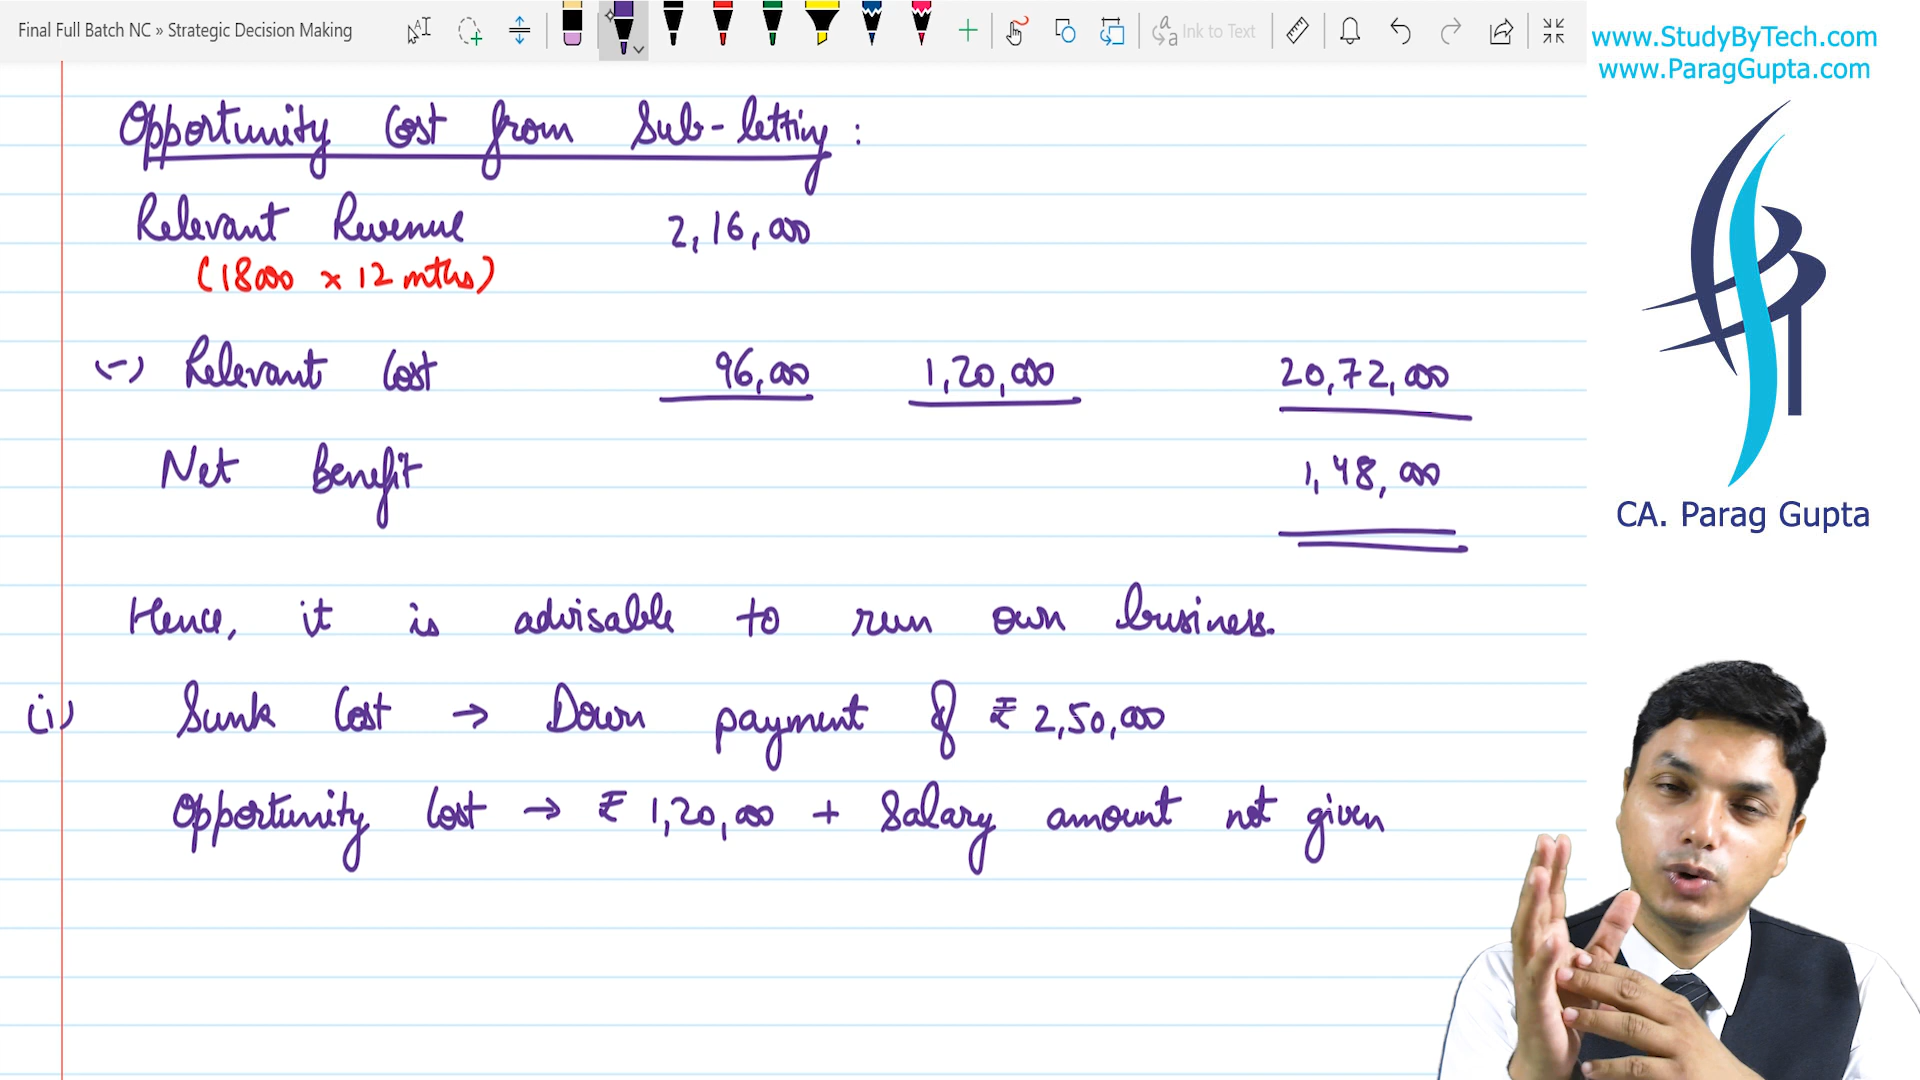 Final Full Batch NC » Strategic Decision Making
Ink to Text
www.StudyByTech.com
www.ParagGupta.com
Opportunity Cost from Sub-letting :
Relevant Revenue 2,16,000
(18000 x 12 mths)
(-) Relevant Cost 96,000 1,20,000 20,72,000
Net Benefit 1,48,000
CA. Parag Gupta
Hence, it is advisable to run own business.
(ii) Sunk Cost → Down payment of ₹ 2,50,000
Opportunity Cost → ₹ 1,20,000 + Salary amount not given